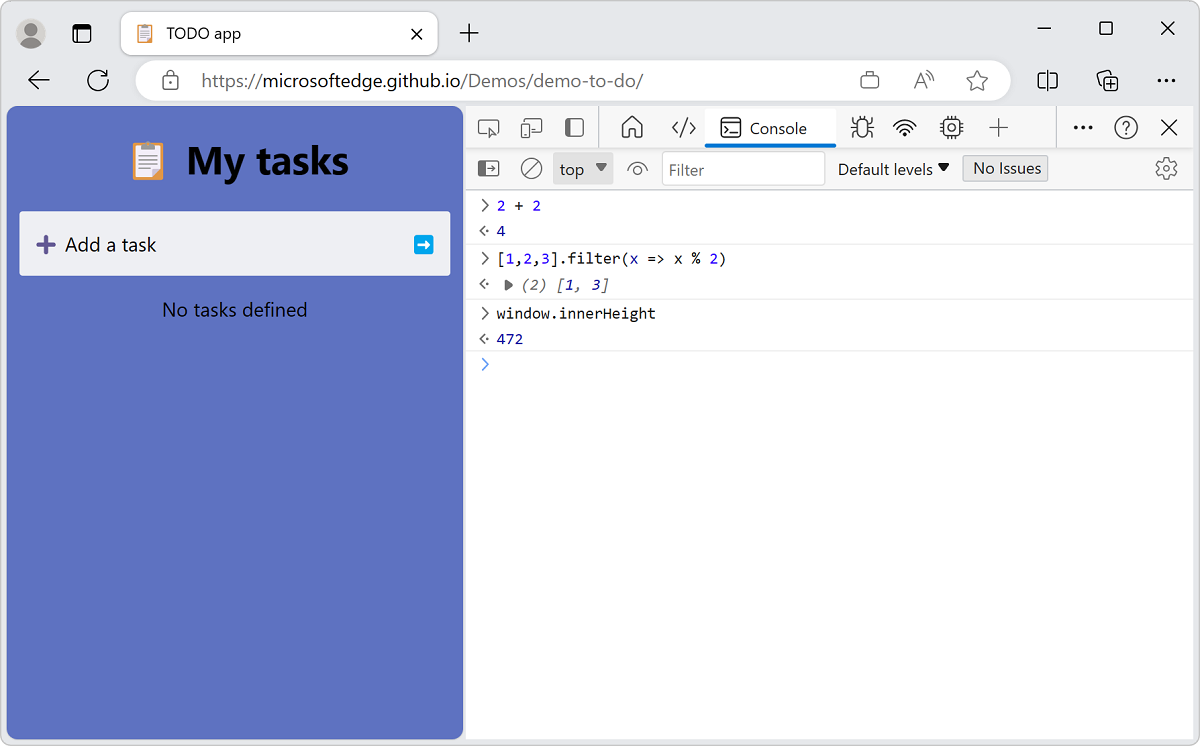 TODO app
https://microsoftedge.github.io/Demos/demo-to-do/
My tasks
Add a task
No tasks defined
Console
top
Filter
Default levels
No Issues
2 + 2
4
[1,2,3].filter(x => x % 2)
(2) [1, 3]
window.innerHeight
472